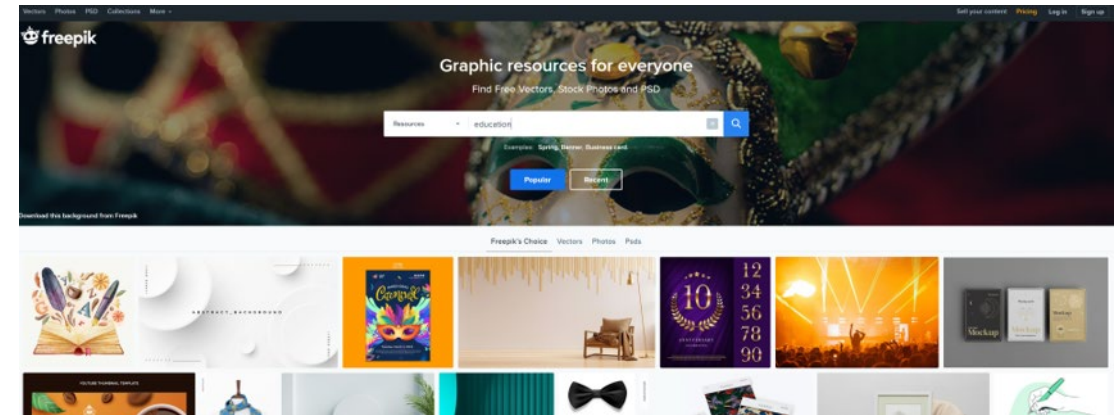 Vectors Photos PSD Collections More
Sell your content Pricing Log in Sign up
freepik
Graphic resources for everyone
Find Free Vectors, Stock Photos and PSD
Resources education
Examples: Spring, Banner, Business card
Popular Recent
Download this background from Freepik
Freepik's Choice Vectors Photos Psds
Carnival
ABSTRACT, BACKGROUND
10
ANNIVERSARY
12
34
56
78
90
Mockup
Mockup
Mockup
YOUTUBE THUMBNAIL TEMPLATE